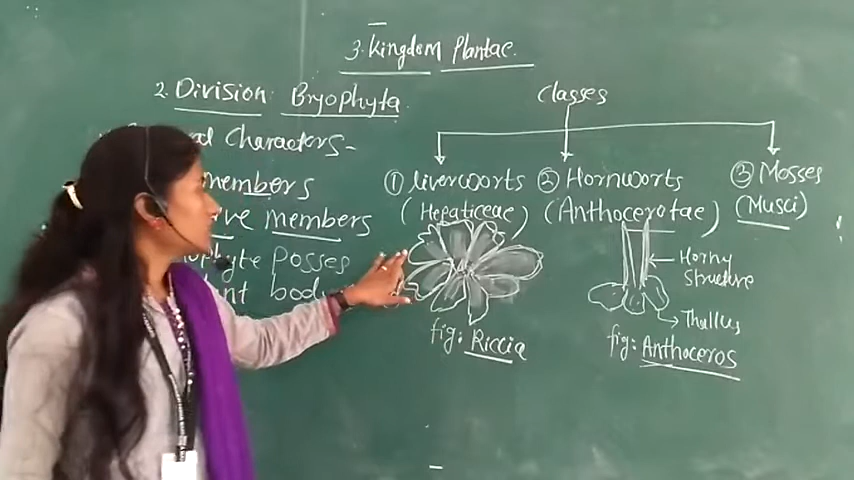 3. Kingdom Plantae.
2. Division Bryophyta
Characters-
members
members
Posses
Classes
① liverworts
(Hepaticeae)
fig: Riccia
② Hornworts
(Anthocerotae)
Horny
Structure
Thallus
fig: Anthoceros
③ Mosses
(Musci)